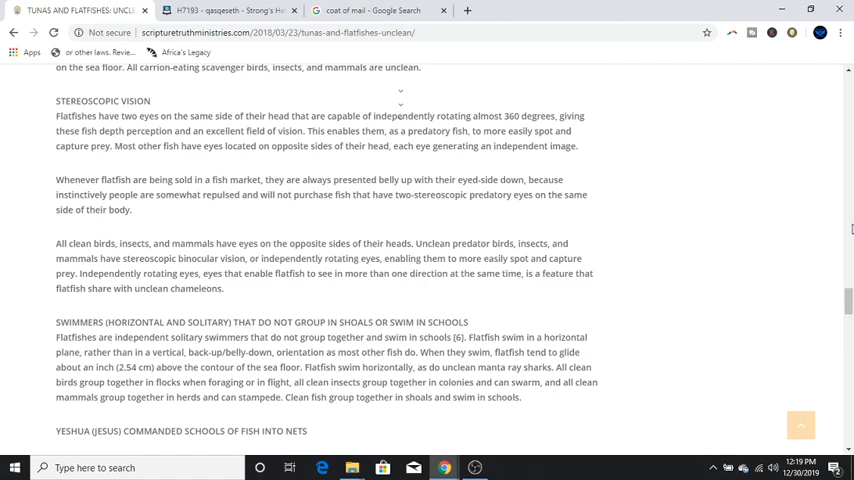 TUNAS AND FLATFISHES: UNCLE
H7193 - qasqeseth - Strong's He
coat of mail - Google Search
Not secure
scripturetruthministries.com/2018/03/23/tunas-and-flatfishes-unclean/
Apps
or other laws. Revie...
Africa's Legacy
on the sea floor. All carrion-eating scavenger birds, insects, and mammals are unclean.
STEREOSCOPIC VISION
Flatfishes have two eyes on the same side of their head that are capable of independently rotating almost 360 degrees, giving
these fish depth perception and an excellent field of vision. This enables them, as a predatory fish, to more easily spot and
capture prey. Most other fish have eyes located on opposite sides of their head, each eye generating an independent image.
Whenever flatfish are being sold in a fish market, they are always presented belly up with their eyed-side down, because
instinctively people are somewhat repulsed and will not purchase fish that have two-stereoscopic predatory eyes on the same
side of their body.
All clean birds, insects, and mammals have eyes on the opposite sides of their heads. Unclean predator birds, insects, and
mammals have stereoscopic binocular vision, or independently rotating eyes, enabling them to more easily spot and capture
prey. Independently rotating eyes, eyes that enable flatfish to see in more than one direction at the same time, is a feature that
flatfish share with unclean chameleons.
SWIMMERS (HORIZONTAL AND SOLITARY) THAT DO NOT GROUP IN SHOALS OR SWIM IN SCHOOLS
Flatfishes are independent solitary swimmers that do not group together and swim in schools [6]. Flatfish swim in a horizontal
plane, rather than in a vertical, back-up/belly-down, orientation as most other fish do. When they swim, flatfish tend to glide
about an inch (2.54 cm) above the contour of the sea floor. Flatfish swim horizontally, as do unclean manta ray sharks. All clean
birds group together in flocks when foraging or in flight, all clean insects group together in colonies and can swarm, and all clean
mammals group together in herds and can stampede. Clean fish group together in shoals and swim in schools.
YESHUA (JESUS) COMMANDED SCHOOLS OF FISH INTO NETS
Type here to search
12:19 PM
12/30/2019
2